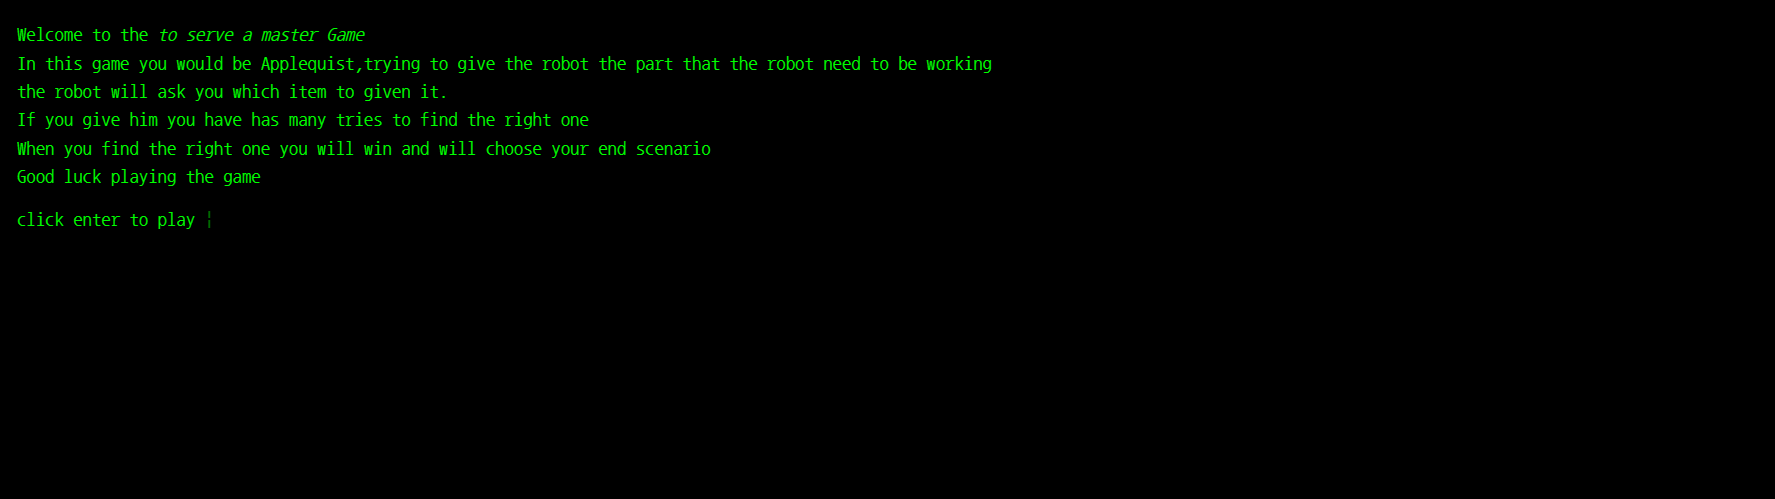 Welcome to the to serve a master Game
In this game you would be Applequist,trying to give the robot the part that the robot need to be working
the robot will ask you which item to given it.
If you give him you have has many tries to find the right one
When you find the right one you will win and will choose your end scenario
Good luck playing the game
click enter to play ¦